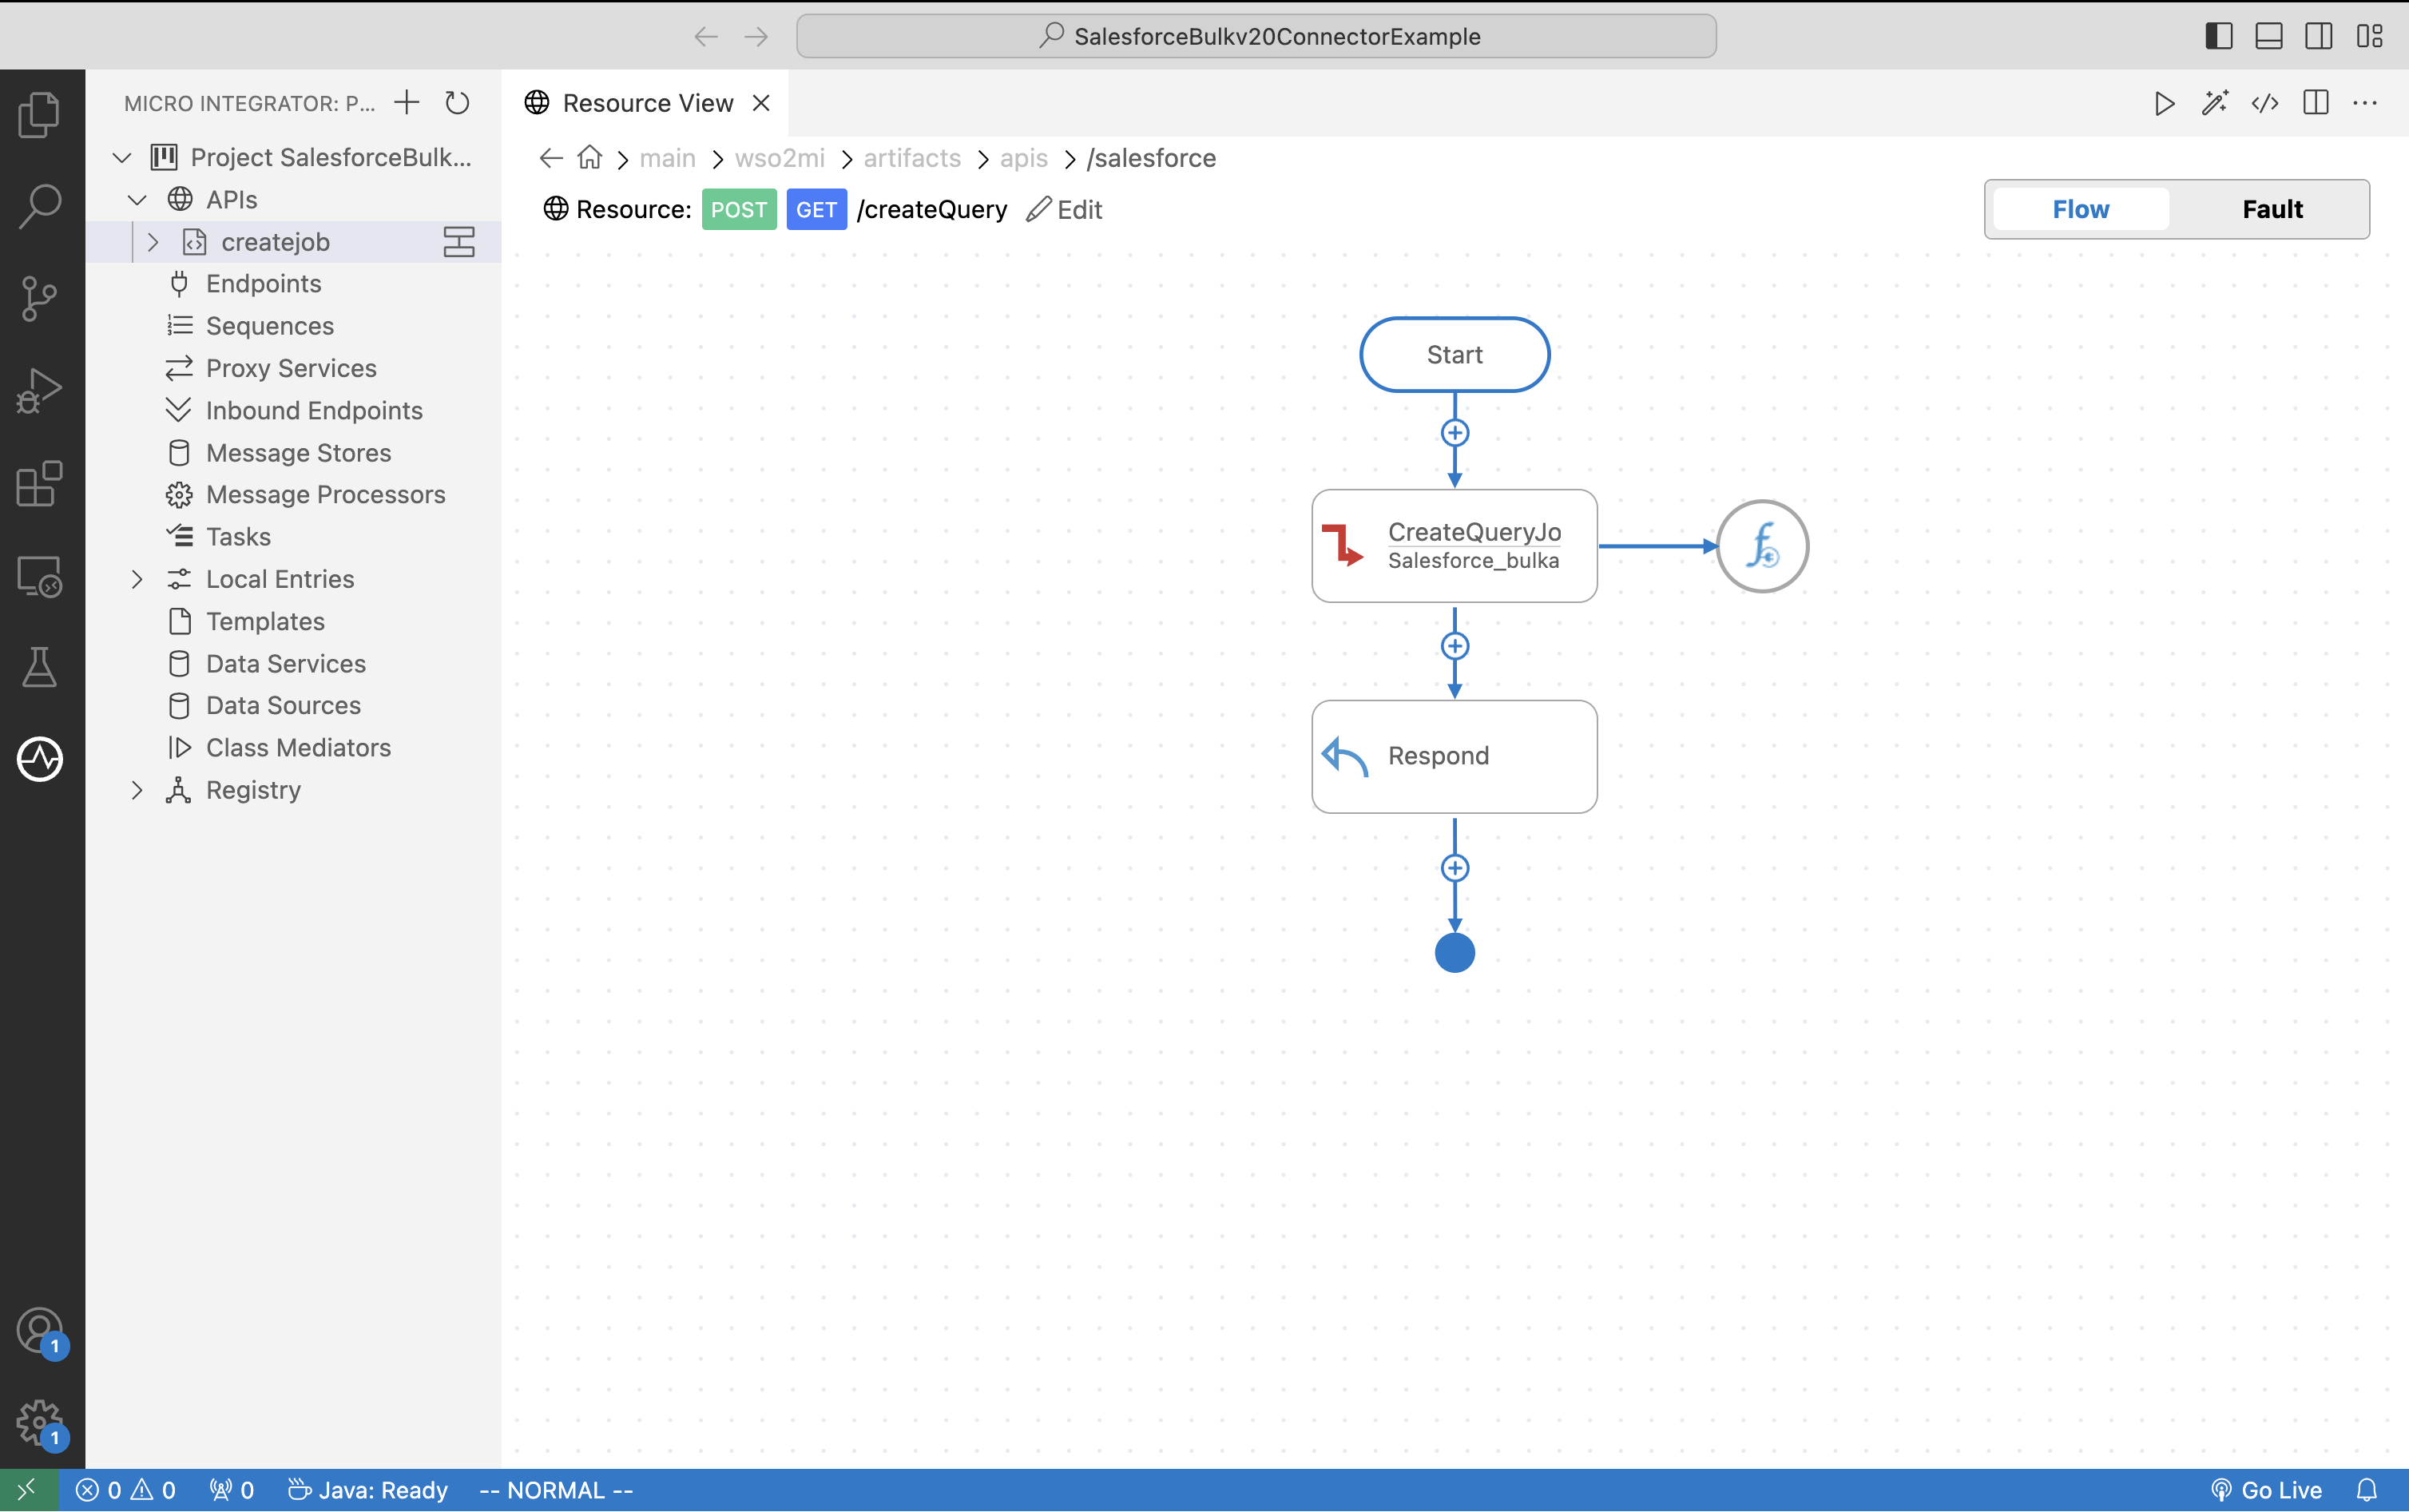 SalesforceBulkv20ConnectorExample
MICRO INTEGRATOR: P...
Resource View
Project SalesforceBulk...
APIs
createjob
Endpoints
Sequences
Proxy Services
Inbound Endpoints
Message Stores
Message Processors
Tasks
Local Entries
Templates
Data Services
Data Sources
Class Mediators
Registry
main > wso2mi > artifacts > apis > /salesforce
Resource: POST GET /createQuery Edit
Flow Fault
Start
CreateQueryJo
Salesforce_bulka
Respond
1
1
0 0 0 Java: Ready -- NORMAL -- Go Live